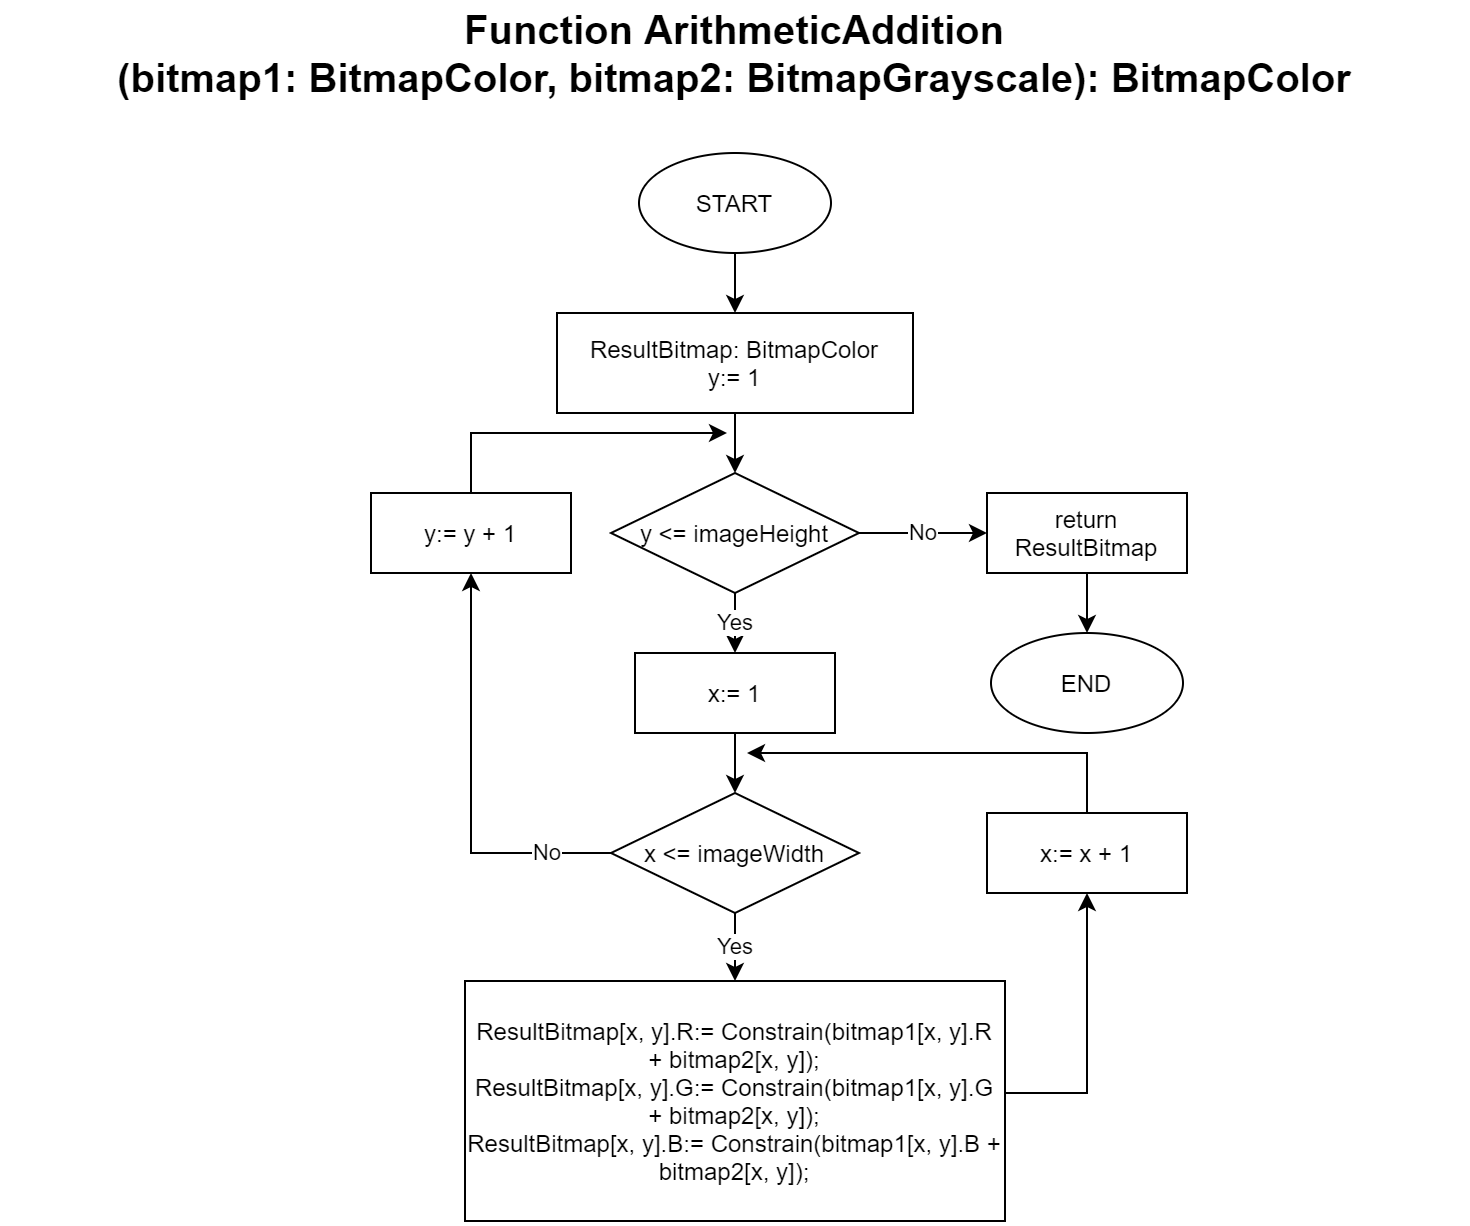 Function ArithmeticAddition
(bitmap1: BitmapColor, bitmap2: BitmapGrayscale): BitmapColor
START
ResultBitmap: BitmapColor
y:= 1
y:= y + 1
y <= imageHeight
No
return
ResultBitmap
Yes
x:= 1
END
x <= imageWidth
No
x:= x + 1
Yes
ResultBitmap[x, y].R:= Constrain(bitmap1[x, y].R
+ bitmap2[x, y]);
ResultBitmap[x, y].G:= Constrain(bitmap1[x, y].G
+ bitmap2[x, y]);
ResultBitmap[x, y].B:= Constrain(bitmap1[x, y].B +
bitmap2[x, y]);